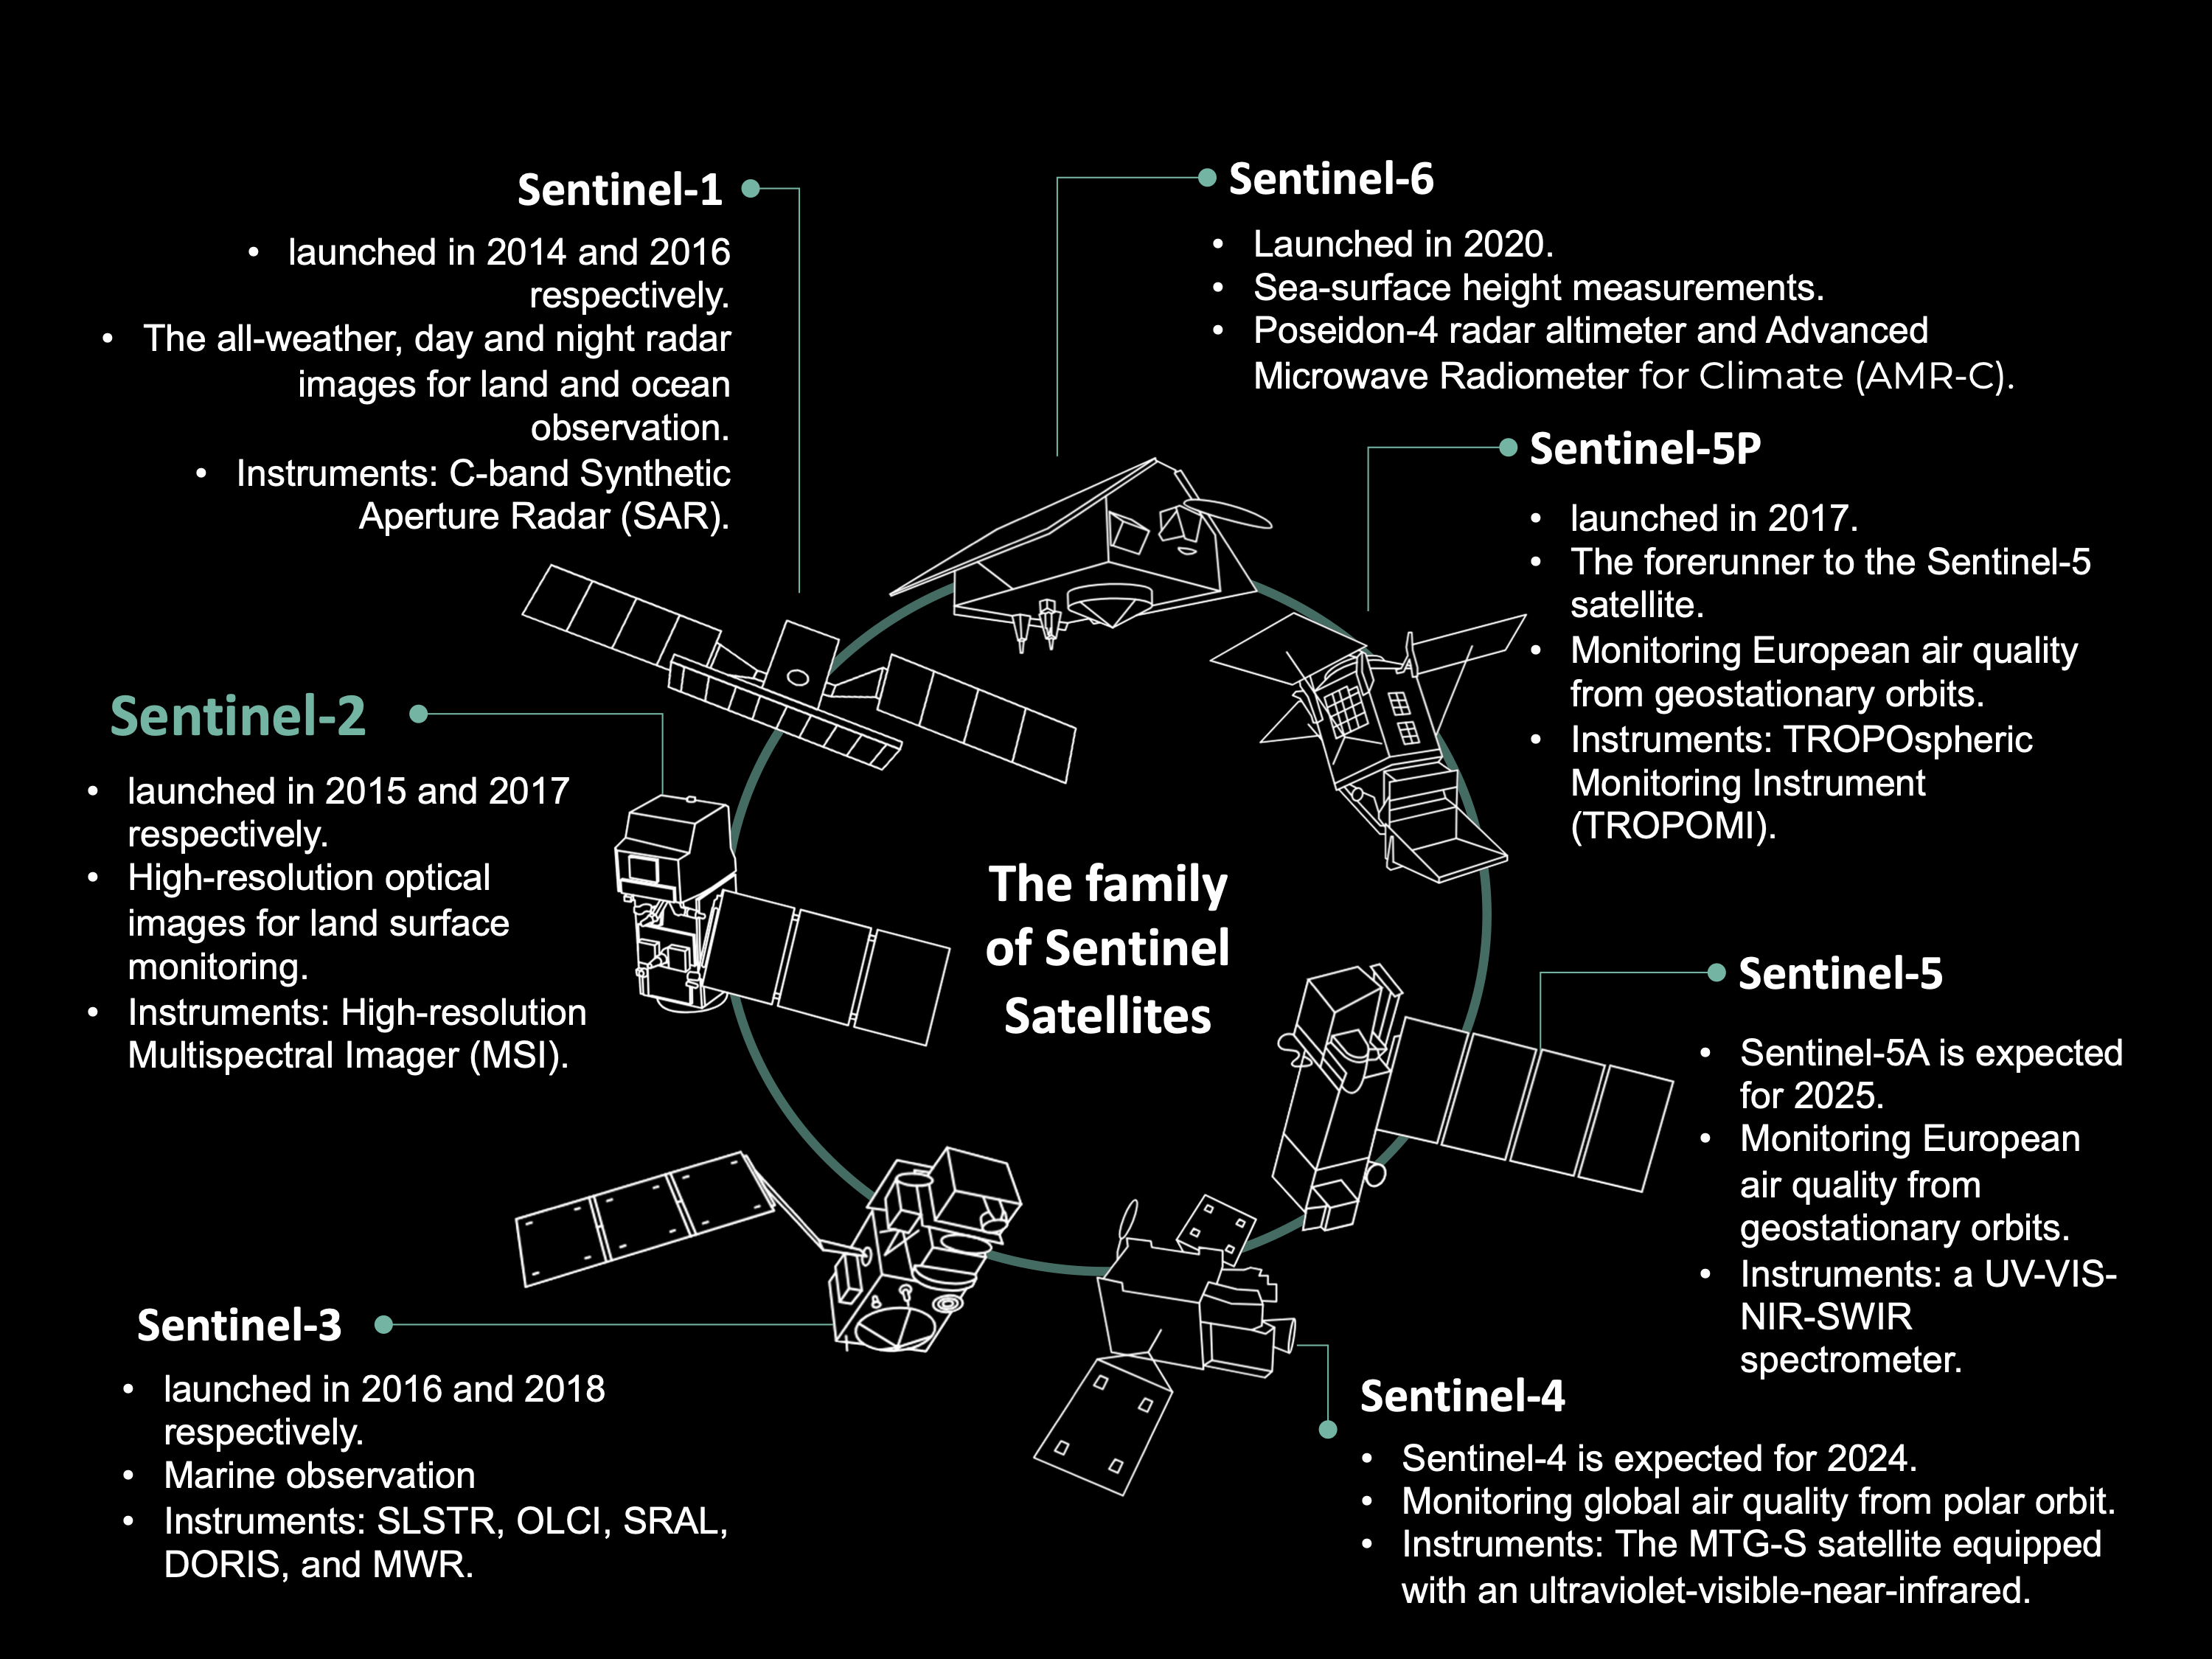 Sentinel-1
• launched in 2014 and 2016
respectively.
• The all-weather, day and night radar
images for land and ocean
observation.
• Instruments: C-band Synthetic
Aperture Radar (SAR).
Sentinel-6
• Launched in 2020.
• Sea-surface height measurements.
• Poseidon-4 radar altimeter and Advanced
Microwave Radiometer for Climate (AMR-C).
Sentinel-5P
• launched in 2017.
• The forerunner to the Sentinel-5
satellite.
• Monitoring European air quality
from geostationary orbits.
• Instruments: TROPOspheric
Monitoring Instrument
(TROPOMI).
Sentinel-2
• launched in 2015 and 2017
respectively.
• High-resolution optical
images for land surface
monitoring.
• Instruments: High-resolution
Multispectral Imager (MSI).
The family
of Sentinel
Satellites
Sentinel-5
• Sentinel-5A is expected
for 2025.
• Monitoring European
air quality from
geostationary orbits.
• Instruments: a UV-VIS-
NIR-SWIR
spectrometer.
Sentinel-3
• launched in 2016 and 2018
respectively.
• Marine observation
• Instruments: SLSTR, OLCI, SRAL,
DORIS, and MWR.
Sentinel-4
• Sentinel-4 is expected for 2024.
• Monitoring global air quality from polar orbit.
• Instruments: The MTG-S satellite equipped
with an ultraviolet-visible-near-infrared.